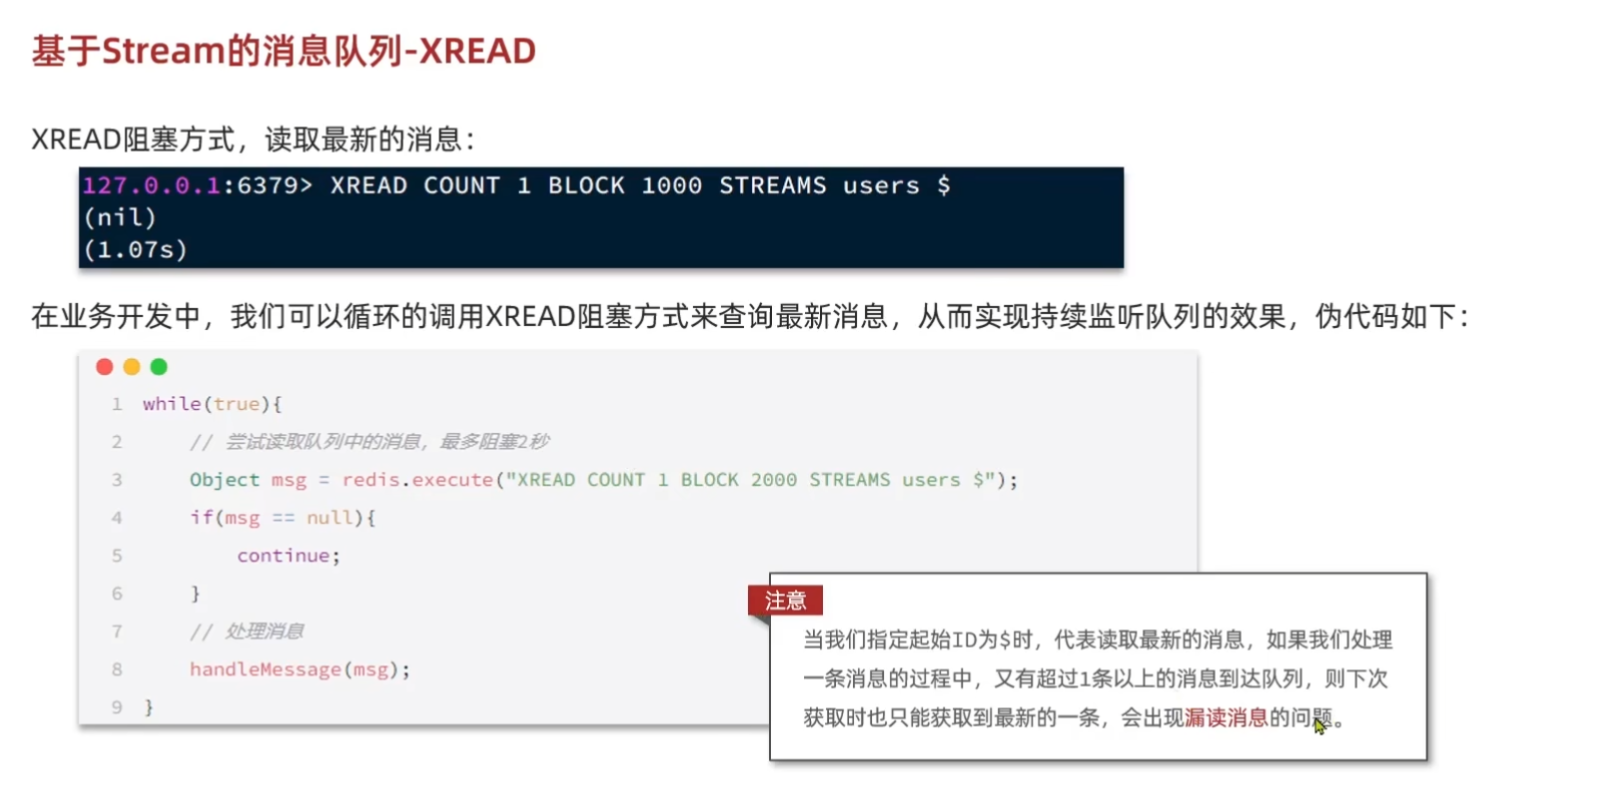 基于Stream的消息队列-XREAD
XREAD阻塞方式，读取最新的消息：
127.0.0.1:6379> XREAD COUNT 1 BLOCK 1000 STREAMS users $
(nil)
(1.07s)
在业务开发中，我们可以循环的调用XREAD阻塞方式来查询最新消息，从而实现持续监听队列的效果，伪代码如下：
1 while(true){
2     // 尝试读取队列中的消息，最多阻塞2秒
3     Object msg = redis.execute("XREAD COUNT 1 BLOCK 2000 STREAMS users $");
4     if(msg == null){
5         continue;
6     }
7     // 处理消息
8     handleMessage(msg);
9 }
注意
当我们指定起始ID为$时，代表读取最新的消息，如果我们处理
一条消息的过程中，又有超过1条以上的消息到达队列，则下次
获取时也只能获取到最新的一条，会出现漏读消息的问题。